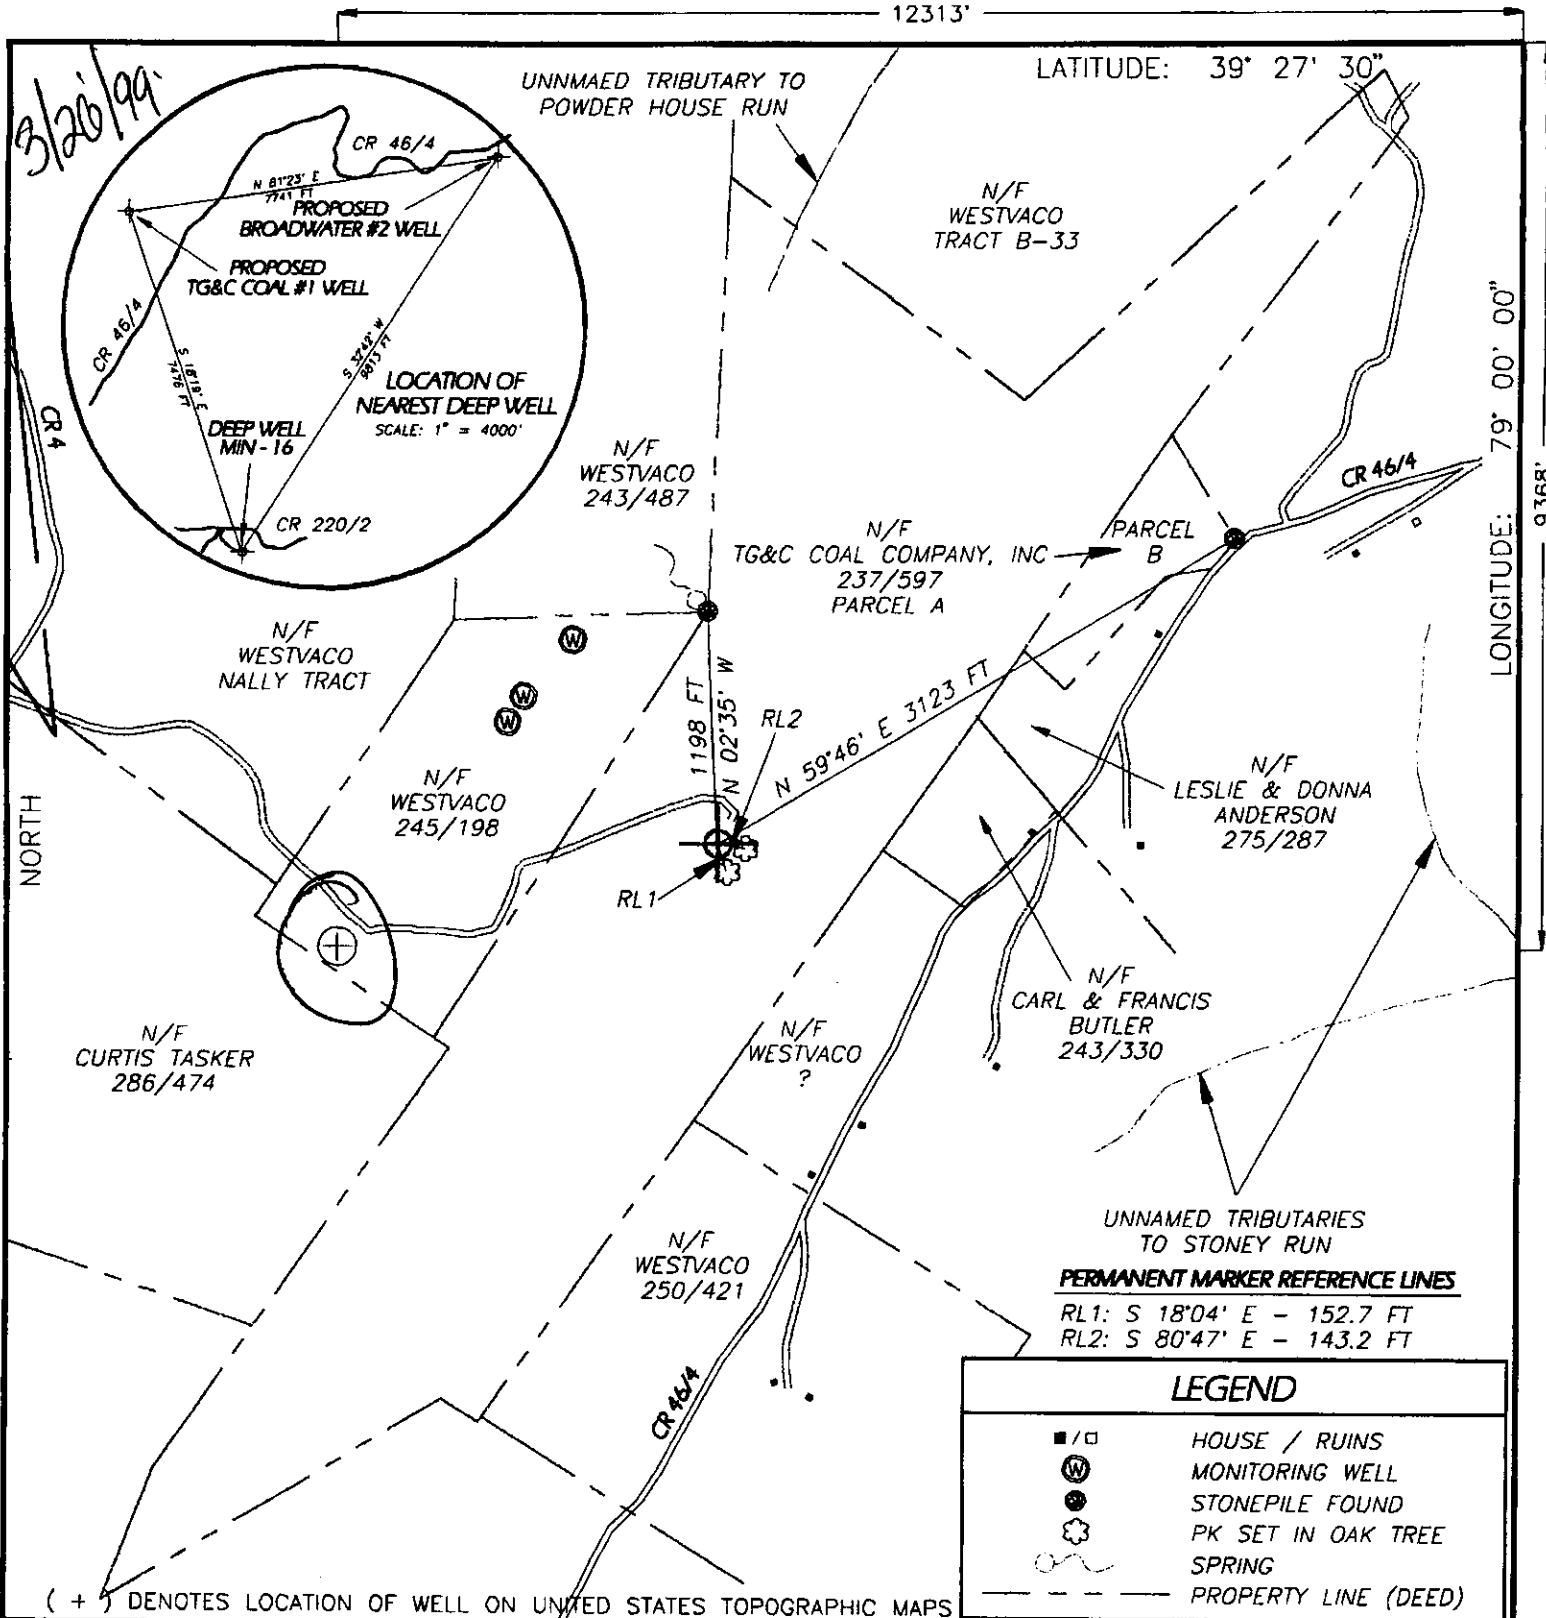 12313'
3/26/99
LATITUDE: 39° 27' 30"
UNNMAED TRIBUTARY TO
POWDER HOUSE RUN
CR 46/4
N 81°23' E
7741 FT
PROPOSED
BROADWATER #2 WELL
PROPOSED
TG&C COAL #1 WELL
CR 46/4
S 18°19' E
7476 FT
S 32°42' W
9813 FT
LOCATION OF
NEAREST DEEP WELL
SCALE: 1" = 4000'
DEEP WELL
MIN-16
CR 220/2
N/F
WESTVACO
TRACT B-33
LONGITUDE: 79° 00' 00"
9368'
CR 4
N/F
WESTVACO
243/487
CR 46/4
N/F
TG&C COAL COMPANY, INC
237/597
PARCEL A
PARCEL
B
N/F
WESTVACO
NALLY TRACT
W
W
W
1198 FT
N 02°35' W
RL2
N 59°46' E 3123 FT
N/F
WESTVACO
245/198
N/F
LESLIE & DONNA
ANDERSON
275/287
NORTH
RL1
N/F
CARL & FRANCIS
BUTLER
243/330
N/F
CURTIS TASKER
286/474
N/F
WESTVACO
?
UNNAMED TRIBUTARIES
TO STONEY RUN
N/F
WESTVACO
250/421
PERMANENT MARKER REFERENCE LINES
RL1: S 18°04' E - 152.7 FT
RL2: S 80°47' E - 143.2 FT
CR 46/4
LEGEND
■/□ HOUSE / RUINS
W MONITORING WELL
STONEPILE FOUND
PK SET IN OAK TREE
SPRING
PROPERTY LINE (DEED)
( + ) DENOTES LOCATION OF WELL ON UNITED STATES TOPOGRAPHIC MAPS